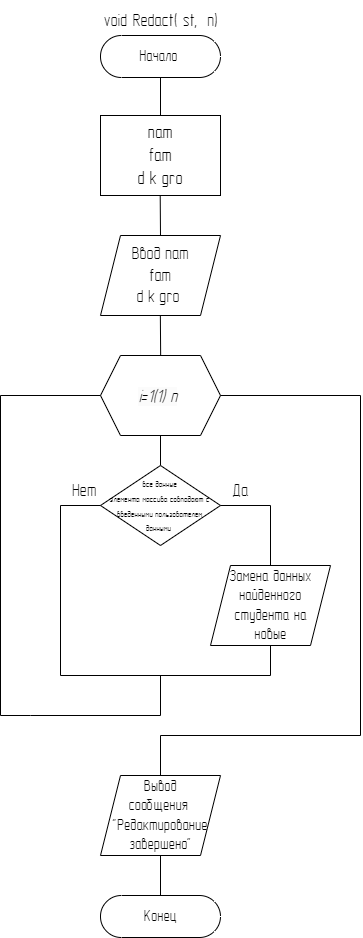 void Redact( st, n)
Начало
nam
fam
d k gro
Ввод nam
fam
d k gro
i=1(1) n
все данные
элемента массива совпадают с
введенными пользователем
данными
Нет
Да
Замена данных
найденного
студента на
новые
Вывод
сообщения
"Редактирование
завершено"
Конец